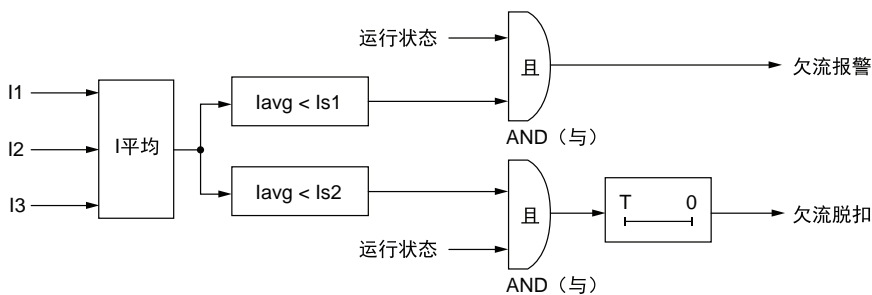 运行状态
且
欠流报警
I1
Iavg < Is1
I平均
AND（与）
I2
Iavg < Is2
I3
且
T 0
欠流脱扣
运行状态
AND（与）